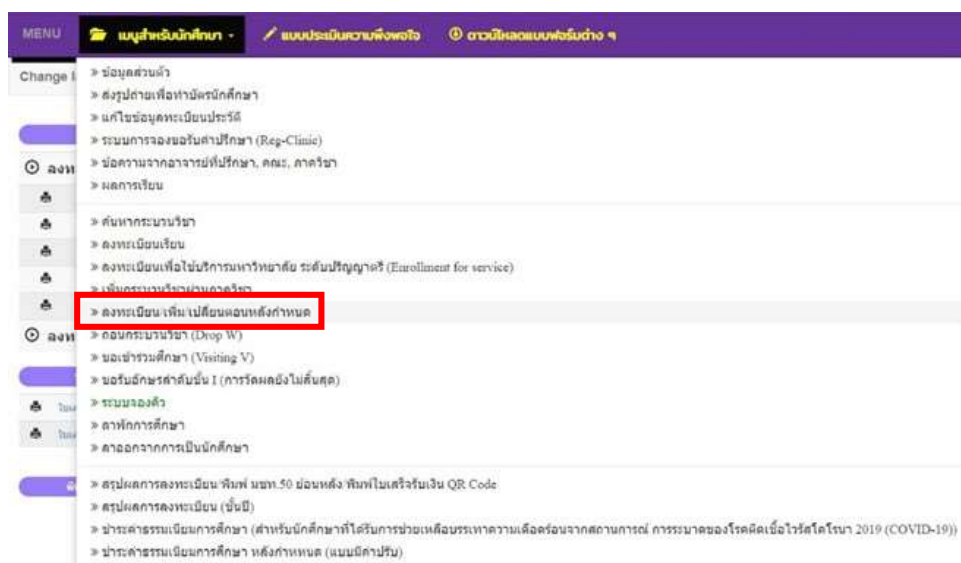 MENU เมนูสำหรับนักศึกษา - แบบประเมินความพึงพอใจ ดาวน์โหลดแบบฟอร์มต่าง ๆ
Change l
» ข้อมูลส่วนตัว
» ส่งรูปถ่ายเพื่อทำบัตรนักศึกษา
» แก้ไขข้อมูลทะเบียนประวัติ
» ระบบการจองขอรับคำปรึกษา (Reg-Clinic)
» ข้อความจากอาจารย์ที่ปรึกษา, คณะ, ภาควิชา
» ผลการเรียน
» ค้นหากระบวนวิชา
» ลงทะเบียนเรียน
» ลงทะเบียนเพื่อใช้บริการมหาวิทยาลัย ระดับปริญญาตรี (Enrollment for service)
» เพิ่มกระบวนวิชาผ่านภาควิชา
» ลงทะเบียน/เพิ่ม/เปลี่ยนตอนหลังกำหนด
» ถอนกระบวนวิชา (Drop W)
» ขอเข้าร่วมศึกษา (Visiting V)
» ขอรับอักษรลำดับขั้น I (การวัดผลยังไม่สิ้นสุด)
» ระบบจองตั๋ว
» ลาพักการศึกษา
» ลาออกจากการเป็นนักศึกษา
» สรุปผลการลงทะเบียน/พิมพ์ มชท.50 ย้อนหลัง/พิมพ์ใบเสร็จรับเงิน QR Code
» สรุปผลการลงทะเบียน (ชั้นปี)
» ชำระค่าธรรมเนียมการศึกษา (สำหรับนักศึกษาที่ได้รับการช่วยเหลือบรรเทาความเดือดร้อนจากสถานการณ์ การระบาดของโรคติดเชื้อไวรัสโคโรนา 2019 (COVID-19))
» ชำระค่าธรรมเนียมการศึกษา หลังกำหนด (แบบมีค่าปรับ)